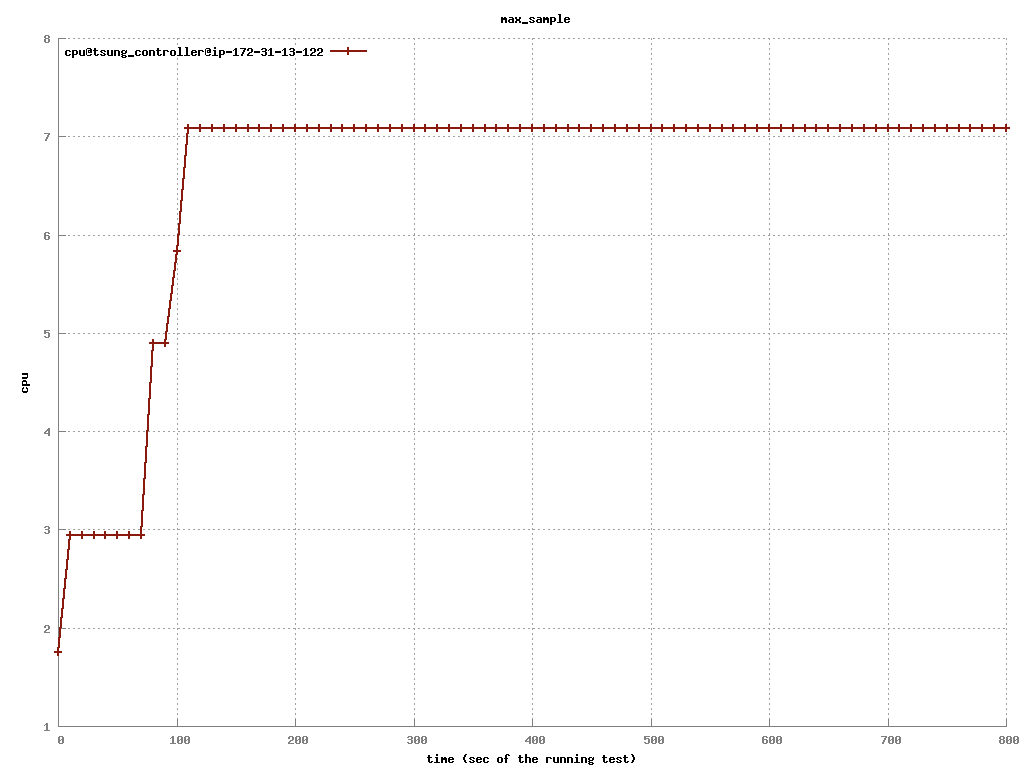 max_sample
cpu@tsung_controller@ip-172-31-13-122
8
7
6
5
4
3
2
1
cpu
0 100 200 300 400 500 600 700 800
time (sec of the running test)